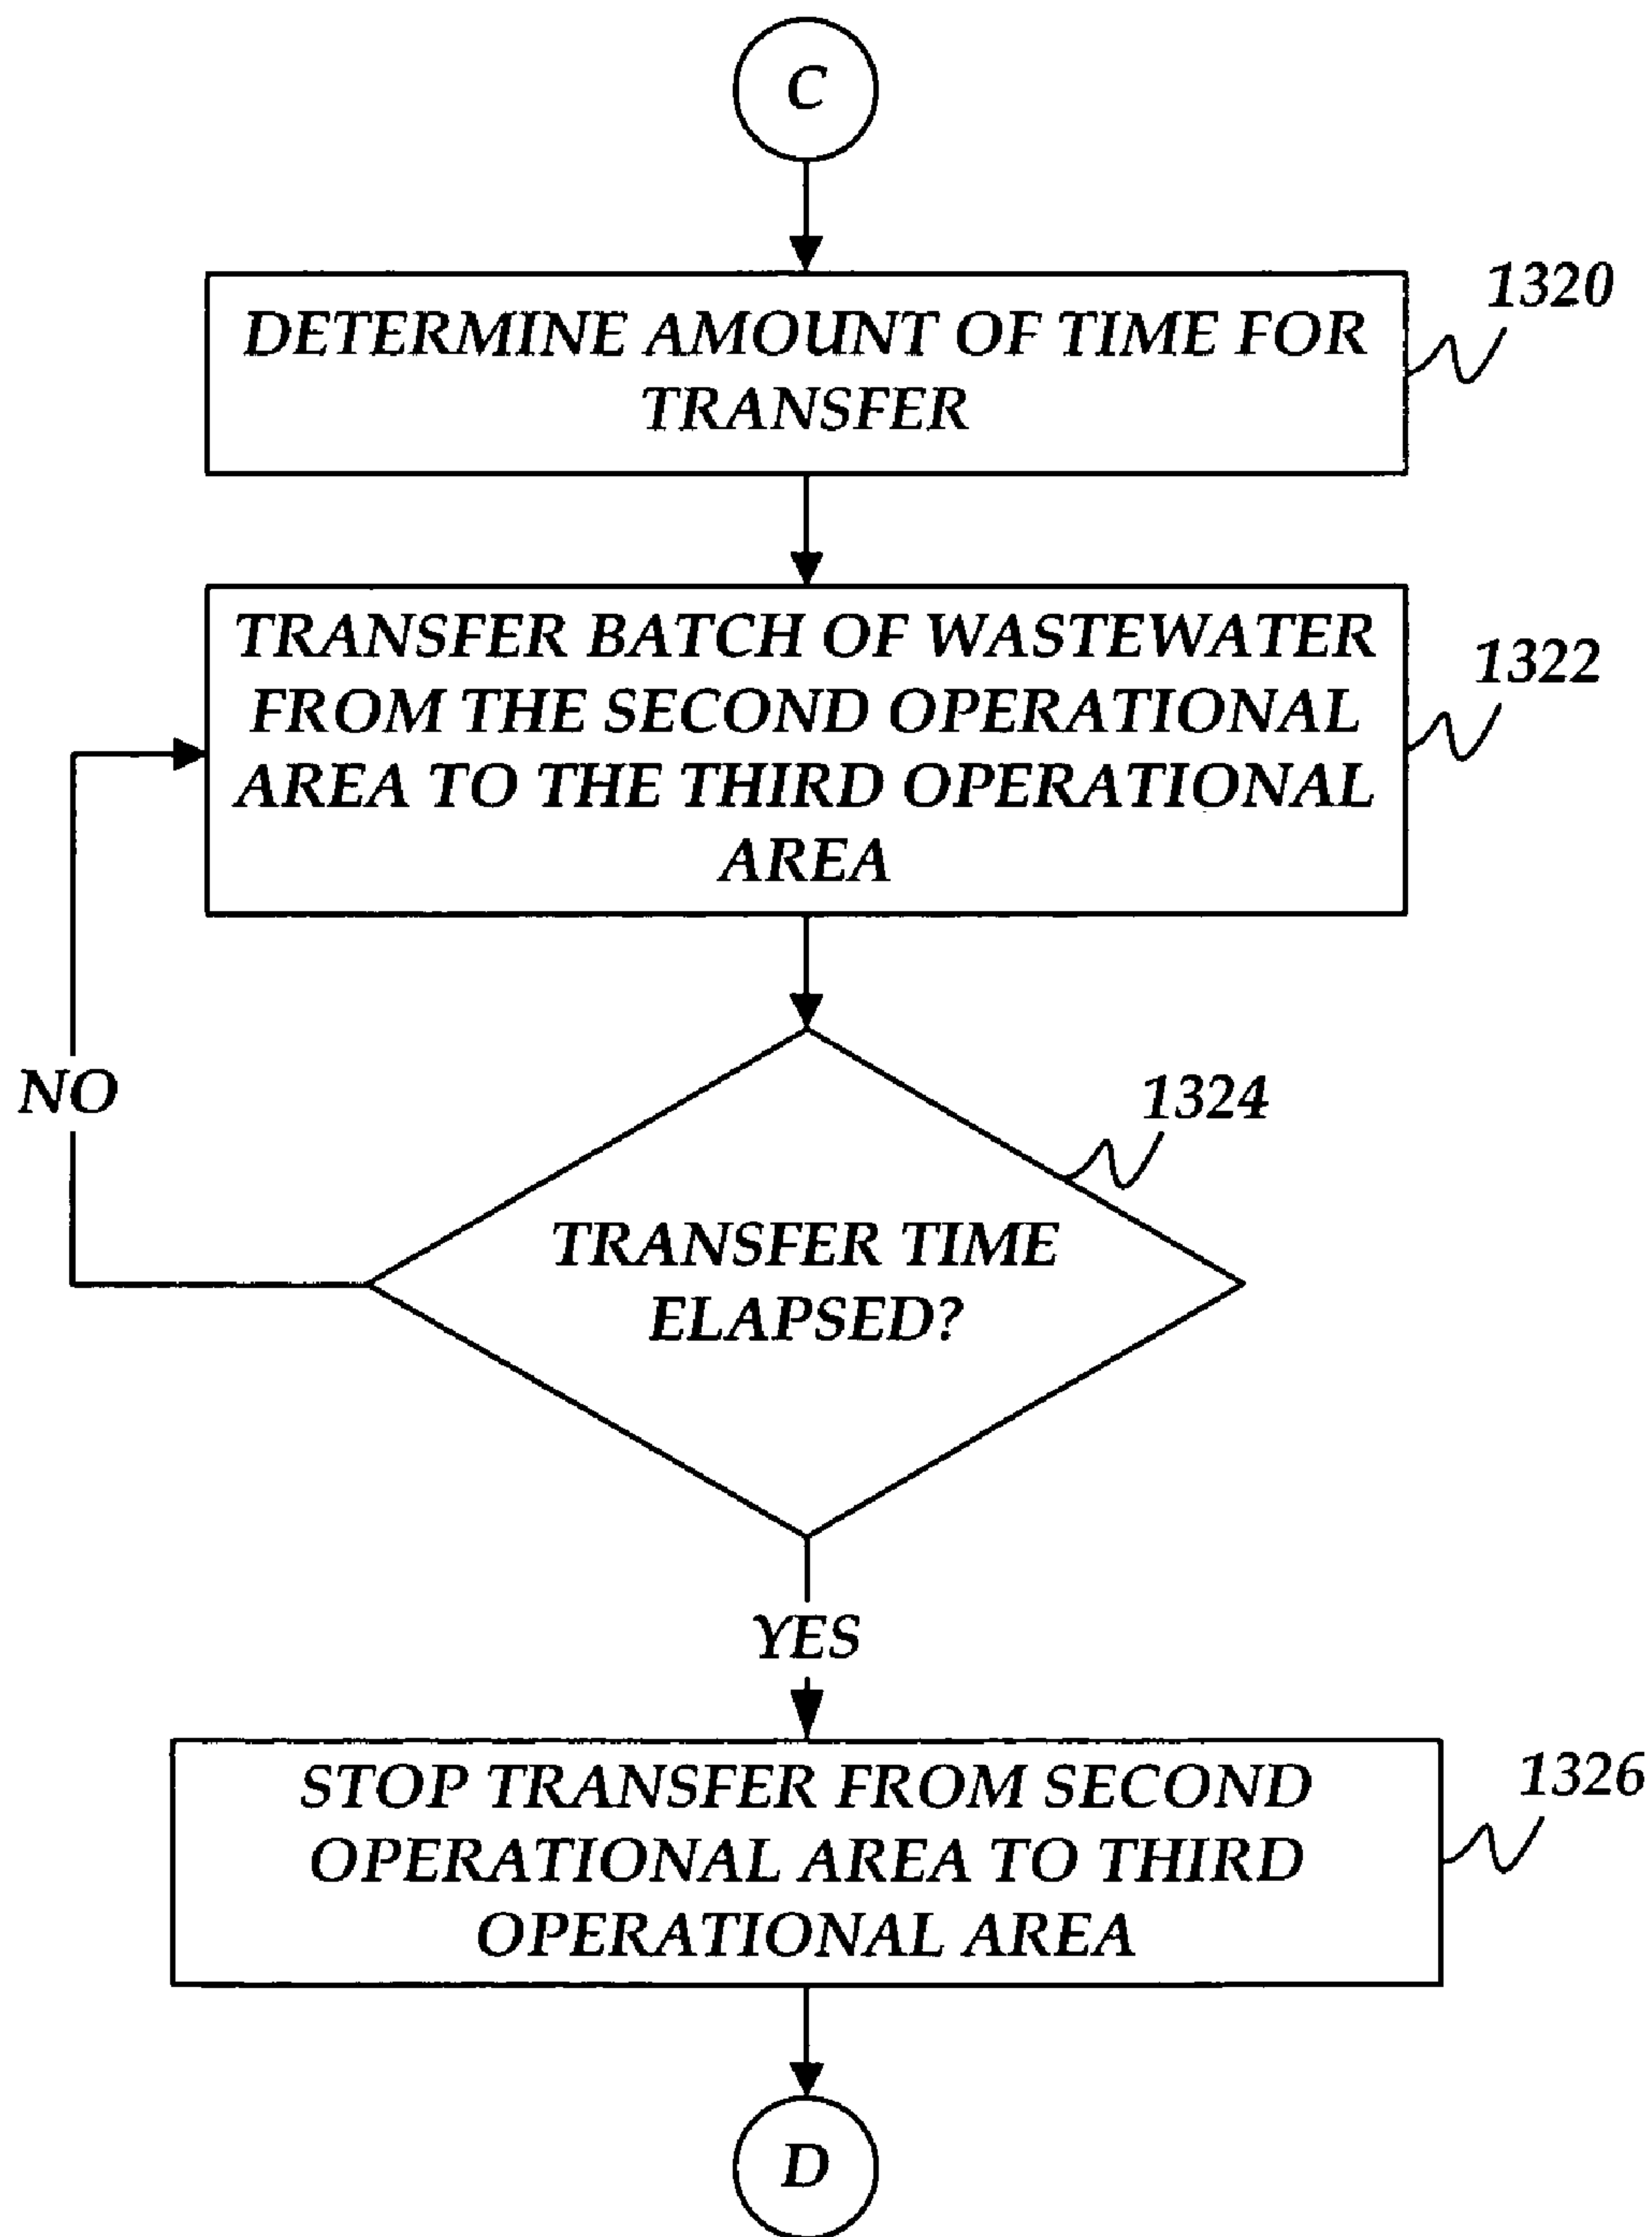 C
1320
DETERMINE AMOUNT OF TIME FOR
TRANSFER
1322
TRANSFER BATCH OF WASTEWATER
FROM THE SECOND OPERATIONAL
AREA TO THE THIRD OPERATIONAL
AREA
NO
1324
TRANSFER TIME
ELAPSED?
YES
1326
STOP TRANSFER FROM SECOND
OPERATIONAL AREA TO THIRD
OPERATIONAL AREA
D